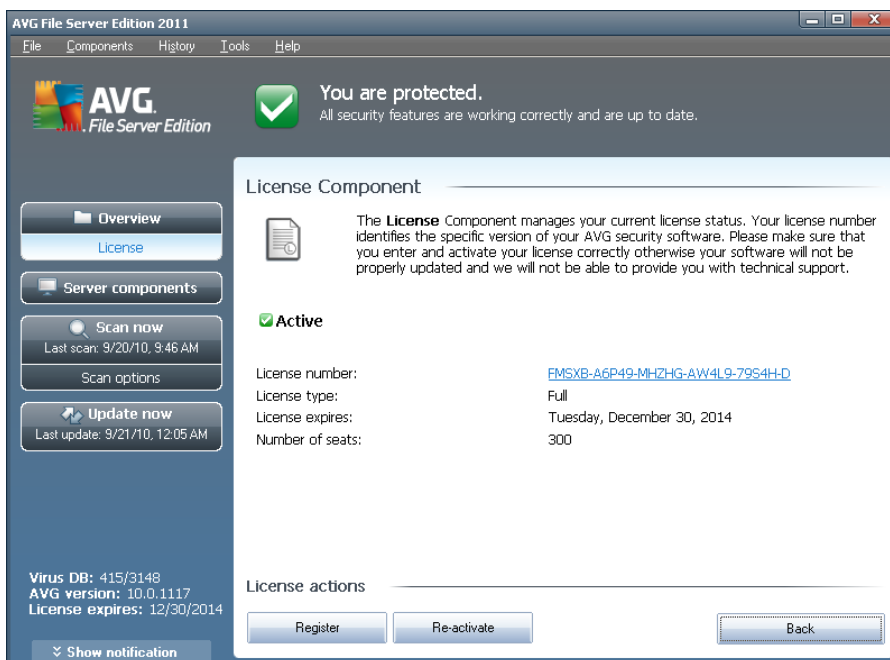 AVG File Server Edition 2011
File Components History Tools Help
AVG.
File Server Edition
You are protected.
All security features are working correctly and are up to date.
Overview
License
Server components
Scan now
Last scan: 9/20/10, 9:46 AM
Scan options
Update now
Last update: 9/21/10, 12:05 AM
Virus DB: 415/3148
AVG version: 10.0.1117
License expires: 12/30/2014
Show notification
License Component
The License Component manages your current license status. Your license number
identifies the specific version of your AVG security software. Please make sure that
you enter and activate your license correctly otherwise your software will not be
properly updated and we will not be able to provide you with technical support.
Active
License number: FMSXB-A6P49-MHZHG-AW4L9-79S4H-D
License type: Full
License expires: Tuesday, December 30, 2014
Number of seats: 300
License actions
Register
Re-activate
Back